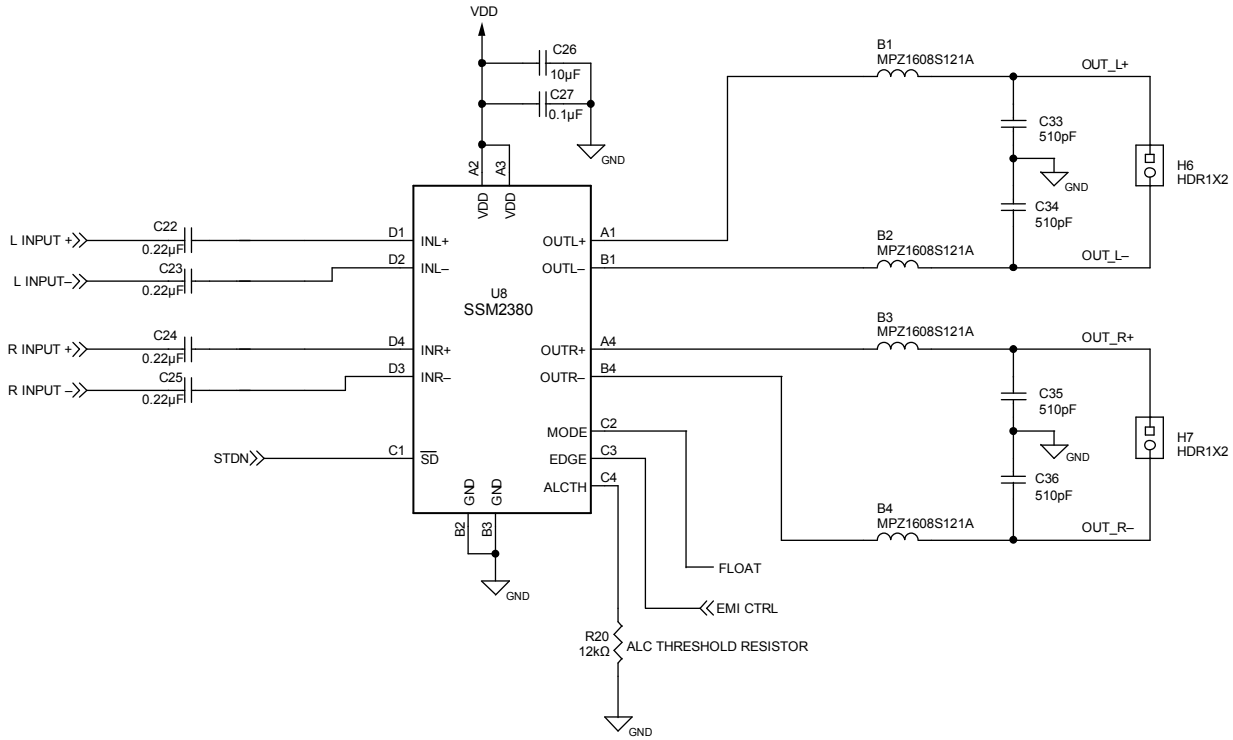 VDD
C26
10µF
C27
0.1µF
GND
A2
A3
VDD
VDD
L INPUT +
C22
0.22µF
D1
INL+
L INPUT–
C23
0.22µF
D2
INL–
R INPUT +
C24
0.22µF
D4
INR+
R INPUT –
C25
0.22µF
D3
INR–
STDN
C1
SD
U8
SSM2380
OUTL+
A1
OUTL–
B1
OUTR+
A4
OUTR–
B4
MODE
C2
EDGE
C3
ALCTH
C4
GND
GND
B2
B3
GND
B1
MPZ1608S121A
OUT_L+
C33
510pF
GND
C34
510pF
H6
HDR1X2
B2
MPZ1608S121A
OUT_L–
B3
MPZ1608S121A
OUT_R+
C35
510pF
GND
C36
510pF
H7
HDR1X2
B4
MPZ1608S121A
OUT_R–
FLOAT
EMI CTRL
R20
12kΩ
ALC THRESHOLD RESISTOR
GND